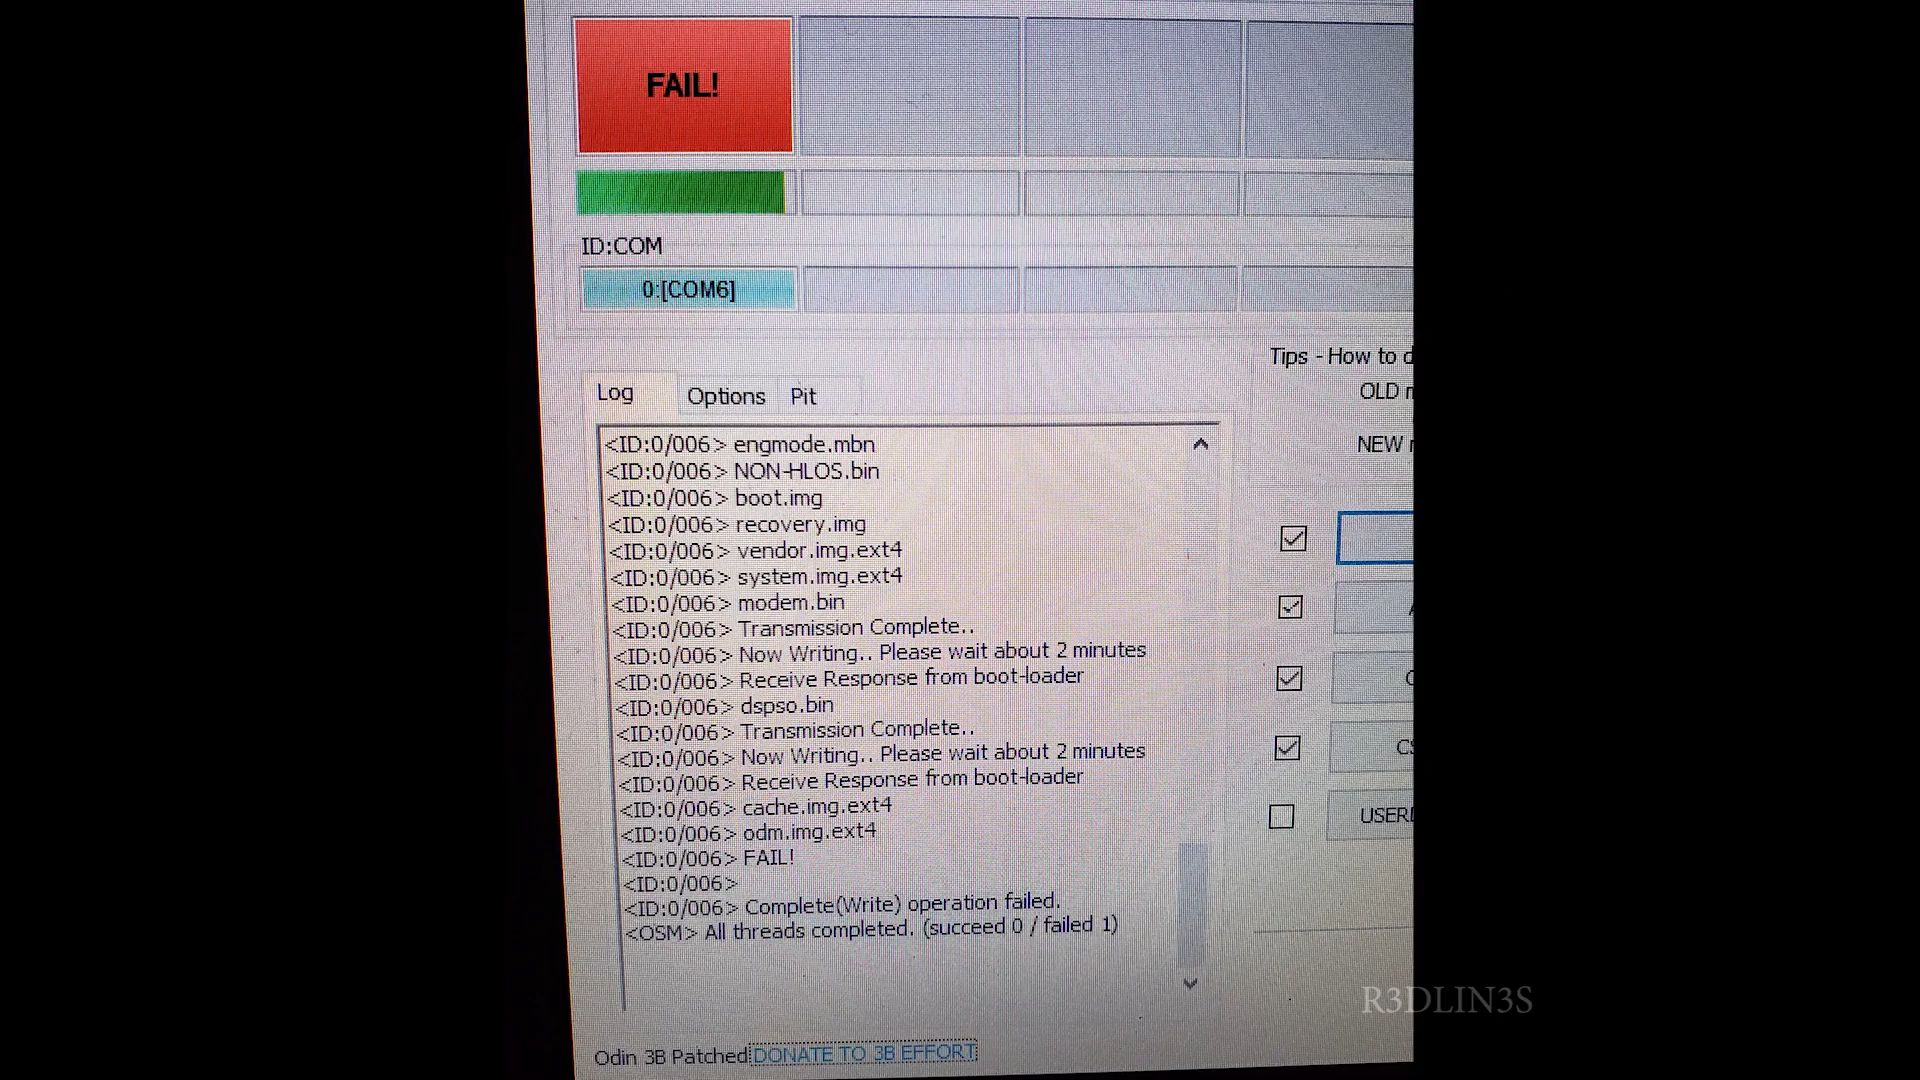 FAIL!
ID:COM
0:[COM6]
Tips - How to d
OLD
NEW
Log Options Pit
<ID:0/006> engmode.mbn
<ID:0/006> NON-HLOS.bin
<ID:0/006> boot.img
<ID:0/006> recovery.img
<ID:0/006> vendor.img.ext4
<ID:0/006> system.img.ext4
<ID:0/006> modem.bin
<ID:0/006> Transmission Complete..
<ID:0/006> Now Writing.. Please wait about 2 minutes
<ID:0/006> Receive Response from boot-loader
<ID:0/006> dspso.bin
<ID:0/006> Transmission Complete..
<ID:0/006> Now Writing.. Please wait about 2 minutes
<ID:0/006> Receive Response from boot-loader
<ID:0/006> cache.img.ext4
<ID:0/006> odm.img.ext4
<ID:0/006> FAIL!
<ID:0/006>
<ID:0/006> Complete(Write) operation failed.
<OSM> All threads completed. (succeed 0 / failed 1)
USER
R3DLIN3S
Odin 3B Patched DONATE TO 3B EFFORT